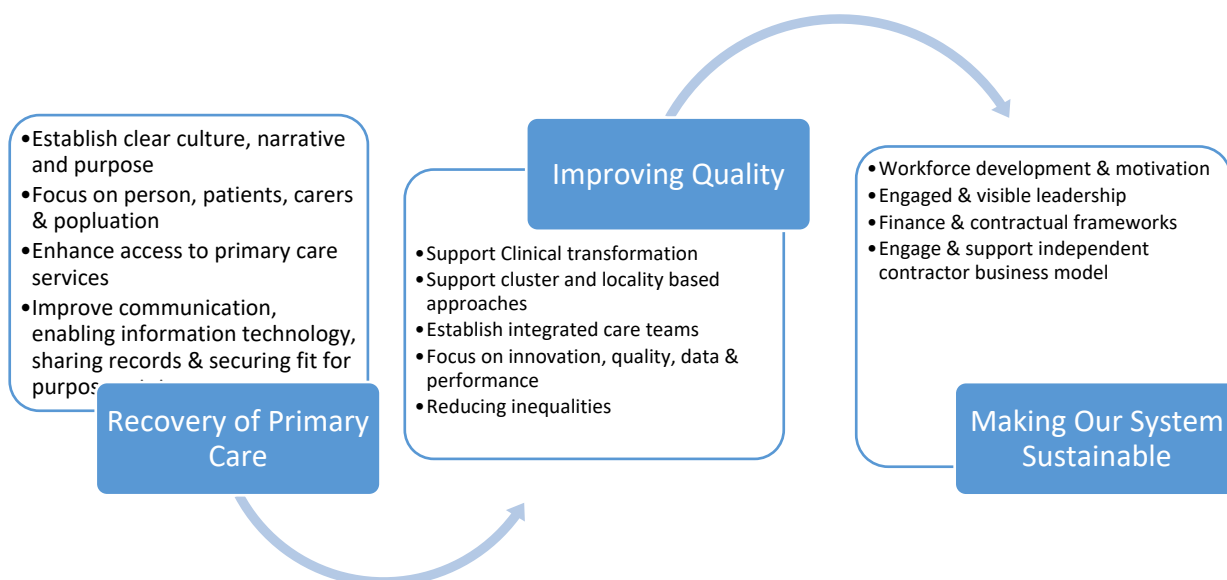 •Establish clear culture, narrative
and purpose
•Focus on person, patients, carers
& popluation
•Enhance access to primary care
services
•Improve communication,
enabling information technology,
sharing records & securing fit for
Recovery of Primary
Care
Improving Quality
•Support Clinical transformation
•Support cluster and locality based
approaches
•Establish integrated care teams
•Focus on innovation, quality, data &
performance
•Reducing inequalities
•Workforce development & motivation
•Engaged & visible leadership
•Finance & contractual frameworks
•Engage & support independent
contractor business model
Making Our System
Sustainable